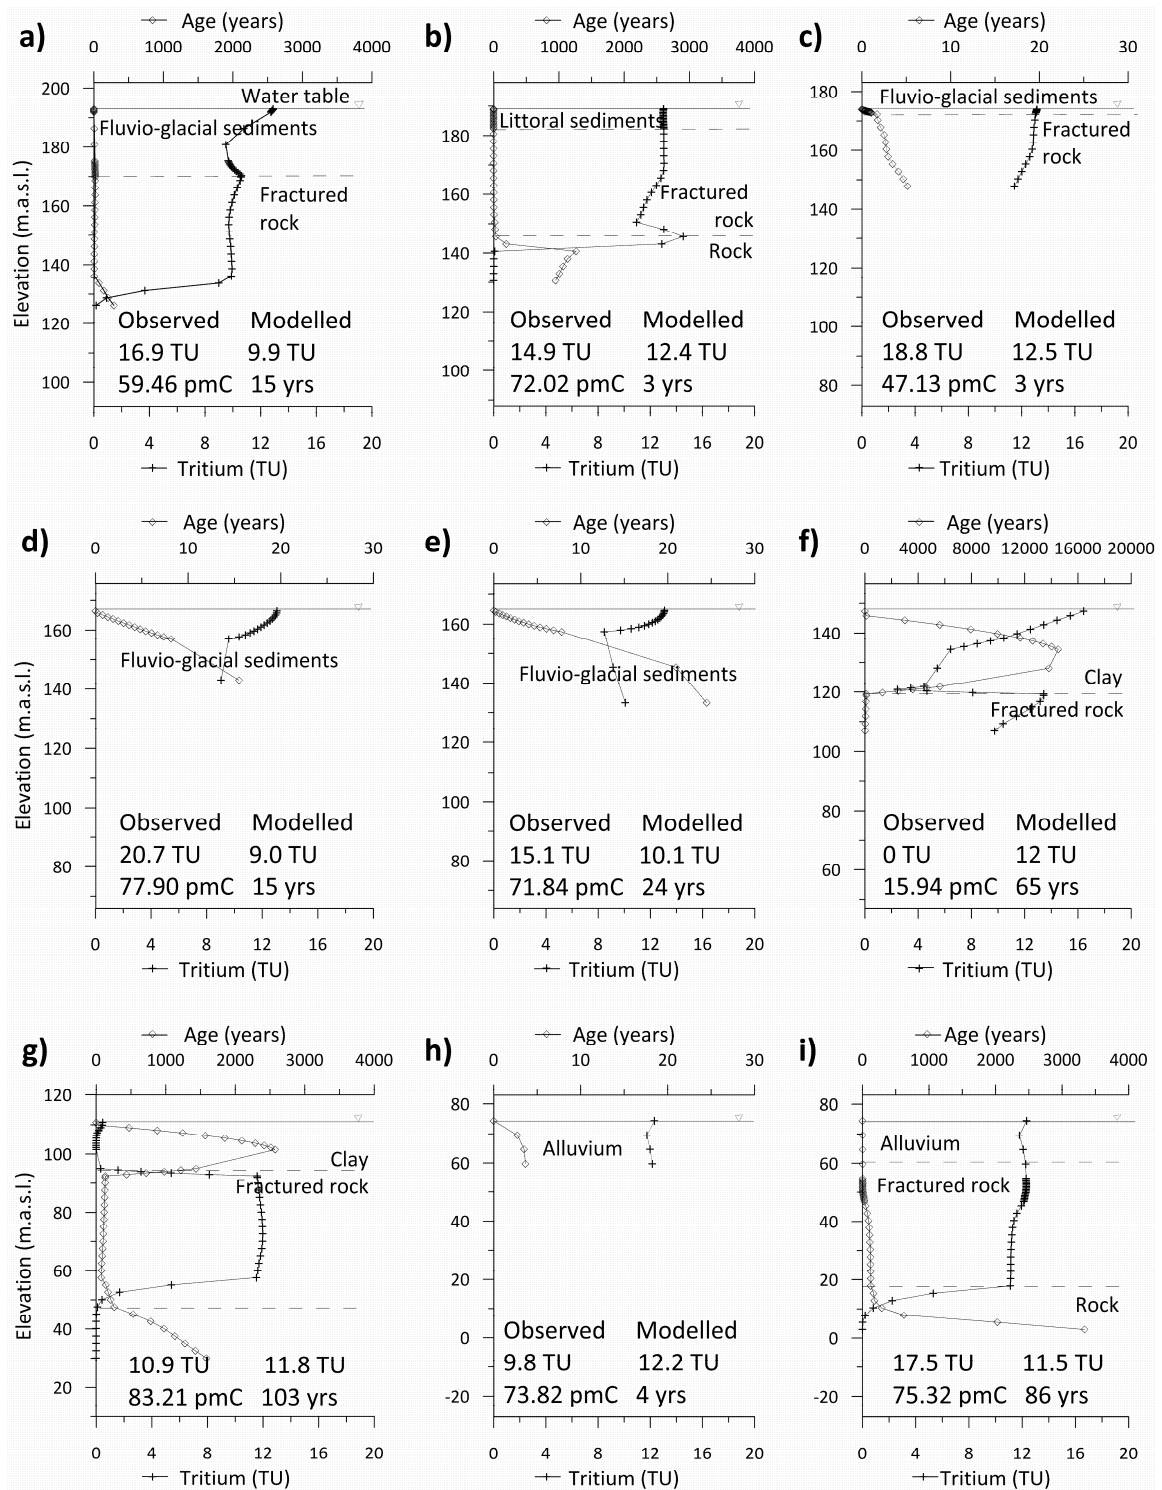 a)
Age (years)
0 1000 2000 3000 4000
200
180
160
140
120
100
Elevation (m.a.s.l.)
Water table
Fluvio-glacial sediments
Fractured
rock
Observed Modelled
16.9 TU 9.9 TU
59.46 pmC 15 yrs
0 4 8 12 16 20
Tritium (TU)
b)
Age (years)
0 1000 2000 3000 4000
180
160
140
120
100
Littoral sediments
Fractured
rock
Rock
Observed Modelled
14.9 TU 12.4 TU
72.02 pmC 3 yrs
0 4 8 12 16 20
Tritium (TU)
c)
Age (years)
0 10 20 30
180
160
140
120
100
80
Fluvio-glacial sediments
Fractured
rock
Observed Modelled
18.8 TU 12.5 TU
47.13 pmC 3 yrs
0 4 8 12 16 20
Tritium (TU)
d)
Age (years)
0 10 20 30
160
140
120
100
80
Elevation (m.a.s.l.)
Fluvio-glacial sediments
Observed Modelled
20.7 TU 9.0 TU
77.90 pmC 15 yrs
0 4 8 12 16 20
Tritium (TU)
e)
Age (years)
0 10 20 30
160
140
120
100
80
Fluvio-glacial sediments
Observed Modelled
15.1 TU 10.1 TU
71.84 pmC 24 yrs
0 4 8 12 16 20
Tritium (TU)
f)
Age (years)
0 4000 8000 12000 16000 20000
140
120
100
80
60
Clay
Fractured rock
Observed Modelled
0 TU 12 TU
15.94 pmC 65 yrs
0 4 8 12 16 20
Tritium (TU)
g)
Age (years)
0 1000 2000 3000 4000
120
100
80
60
40
20
Elevation (m.a.s.l.)
Clay
Fractured rock
10.9 TU 11.8 TU
83.21 pmC 103 yrs
0 4 8 12 16 20
Tritium (TU)
h)
Age (years)
0 10 20 30
80
60
40
20
0
-20
Alluvium
Observed Modelled
9.8 TU 12.2 TU
73.82 pmC 4 yrs
0 4 8 12 16 20
Tritium (TU)
i)
Age (years)
0 1000 2000 3000 4000
80
60
40
20
0
-20
Alluvium
Fractured rock
Rock
17.5 TU 11.5 TU
75.32 pmC 86 yrs
0 4 8 12 16 20
Tritium (TU)